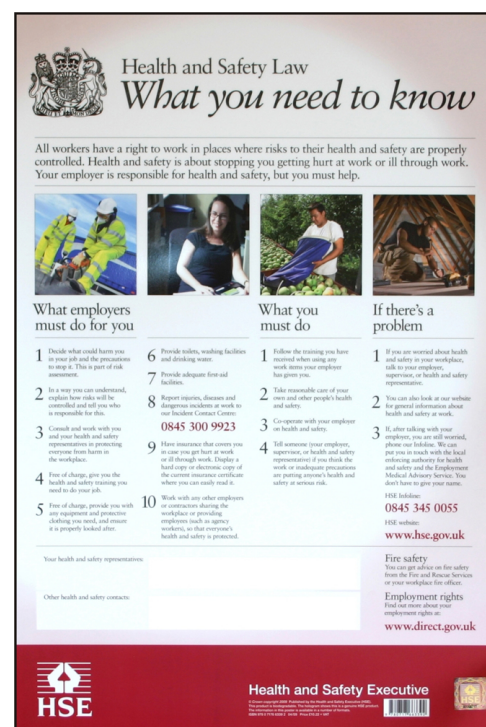 Health and Safety Law
What you need to know
All workers have a right to work in places where risks to their health and safety are properly
controlled. Health and safety is about stopping you getting hurt at work or ill through work.
Your employer is responsible for health and safety, but you must help.
What employers
must do for you
1 Decide what could harm you
in your job and the precautions
to stop it. This is part of risk
assessment.
2 In a way you can understand,
explain how risks will be
controlled and tell you who
is responsible for this.
3 Consult and work with you
and your health and safety
representatives in protecting
everyone from harm in
the workplace.
4 Free of charge, give you the
health and safety training you
need to do your job.
5 Free of charge, provide you with
any equipment and protective
clothing you need, and ensure
it is properly looked after.
6 Provide toilets, washing facilities
and drinking water.
7 Provide adequate first-aid
facilities.
8 Report injuries, diseases and
dangerous incidents at work to
our Incident Contact Centre:
0845 300 9923
9 Have insurance that covers you
in case you get hurt at work
or ill through work. Display a
hard copy or electronic copy of
the current insurance certificate
where you can easily read it.
10 Work with any other employers
or contractors sharing the
workplace or providing
employees (such as agency
workers), so that everyone's
health and safety is protected.
What you
must do
1 Follow the training you have
received when using any
work items your employer
has given you.
2 Take reasonable care of your
own and other people's health
and safety.
3 Co-operate with your employer
on health and safety.
4 Tell someone (your employer,
supervisor, or health and safety
representative) if you think the
work or inadequate precautions
are putting anyone's health and
safety at serious risk.
If there's a
problem
1 If you are worried about health
and safety in your workplace,
talk to your employer,
supervisor, or health and safety
representative.
2 You can also look at our website
for general information about
health and safety at work.
3 If, after talking with your
employer, you are still worried,
phone our Infoline. We can
put you in touch with the local
enforcing authority for health
and safety and the Employment
Medical Advisory Service. You
don't have to give your name.
HSE Infoline:
0845 345 0055
HSE website:
www.hse.gov.uk
Fire safety
You can get advice on fire safety
from the Fire and Rescue Services
or your workplace fire officer.
Employment rights
Find out more about your
employment rights at:
www.direct.gov.uk
Your health and safety representatives:
Other health and safety contacts:
HSE
Health and Safety Executive